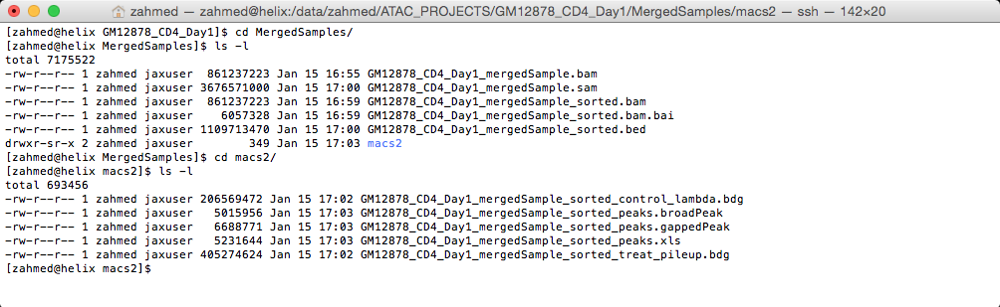 zahmed — zahmed@helix:/data/zahmed/ATAC_PROJECTS/GM12878_CD4_Day1/MergedSamples/macs2 — ssh — 142×20
[zahmed@helix GM12878_CD4_Day1]$ cd MergedSamples/
[zahmed@helix MergedSamples]$ ls -l
total 7175522
-rw-r--r-- 1 zahmed jaxuser  861237223 Jan 15 16:55 GM12878_CD4_Day1_mergedSample.bam
-rw-r--r-- 1 zahmed jaxuser 3676571000 Jan 15 17:00 GM12878_CD4_Day1_mergedSample.sam
-rw-r--r-- 1 zahmed jaxuser  861237223 Jan 15 16:59 GM12878_CD4_Day1_mergedSample_sorted.bam
-rw-r--r-- 1 zahmed jaxuser    6057328 Jan 15 16:59 GM12878_CD4_Day1_mergedSample_sorted.bam.bai
-rw-r--r-- 1 zahmed jaxuser 1109713470 Jan 15 17:00 GM12878_CD4_Day1_mergedSample_sorted.bed
drwxr-sr-x 2 zahmed jaxuser        349 Jan 15 17:03 macs2
[zahmed@helix MergedSamples]$ cd macs2/
[zahmed@helix macs2]$ ls -l
total 693456
-rw-r--r-- 1 zahmed jaxuser 206569472 Jan 15 17:02 GM12878_CD4_Day1_mergedSample_sorted_control_lambda.bdg
-rw-r--r-- 1 zahmed jaxuser   5015956 Jan 15 17:03 GM12878_CD4_Day1_mergedSample_sorted_peaks.broadPeak
-rw-r--r-- 1 zahmed jaxuser   6688771 Jan 15 17:03 GM12878_CD4_Day1_mergedSample_sorted_peaks.gappedPeak
-rw-r--r-- 1 zahmed jaxuser   5231644 Jan 15 17:03 GM12878_CD4_Day1_mergedSample_sorted_peaks.xls
-rw-r--r-- 1 zahmed jaxuser 405274624 Jan 15 17:02 GM12878_CD4_Day1_mergedSample_sorted_treat_pileup.bdg
[zahmed@helix macs2]$